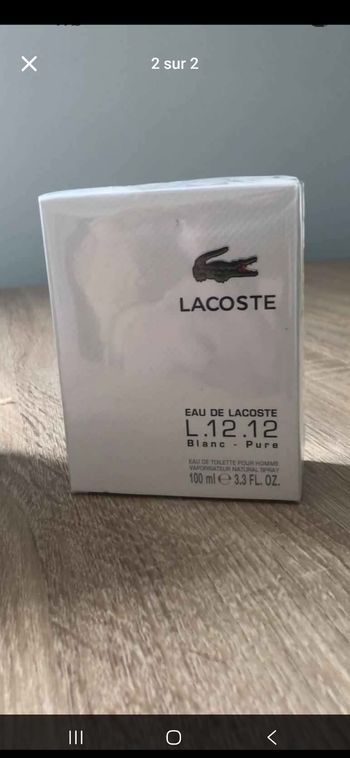 2 sur 2
LACOSTE
EAU DE LACOSTE
L.12.12
Blanc - Pure
EAU DE TOILETTE POUR HOMME
VAPORISATEUR NATURAL SPRAY
100 ml ℮ 3.3 FL. OZ.